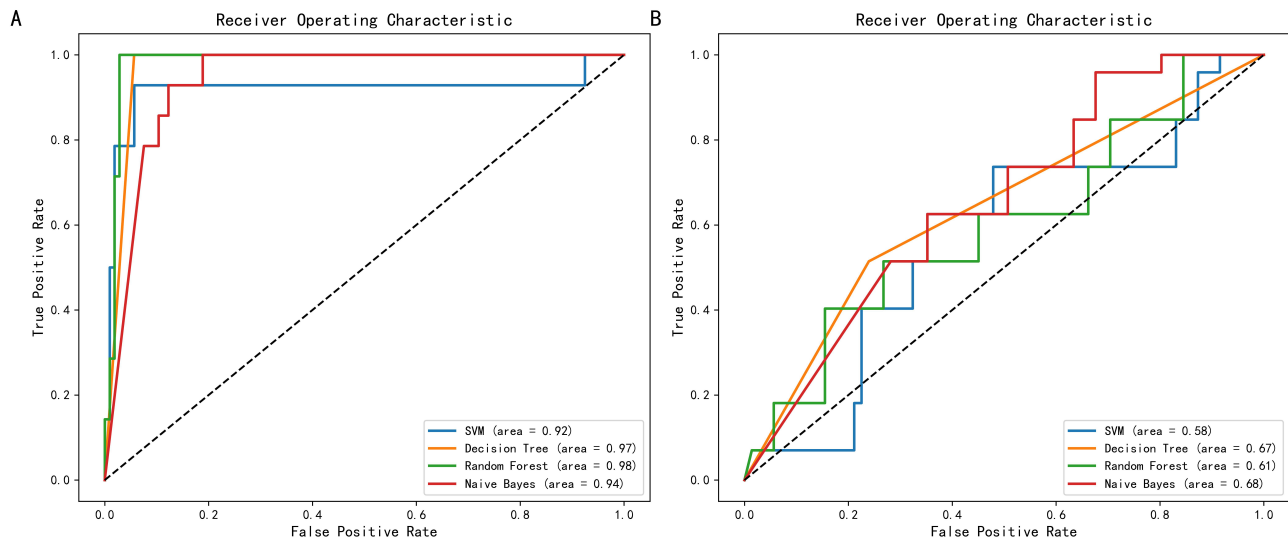 A
Receiver Operating Characteristic
True Positive Rate
1.0
0.8
0.6
0.4
0.2
0.0
SVM (area = 0.92)
Decision Tree (area = 0.97)
Random Forest (area = 0.98)
Naive Bayes (area = 0.94)
0.0 0.2 0.4 0.6 0.8 1.0
False Positive Rate
B
Receiver Operating Characteristic
True Positive Rate
1.0
0.8
0.6
0.4
0.2
0.0
SVM (area = 0.58)
Decision Tree (area = 0.67)
Random Forest (area = 0.61)
Naive Bayes (area = 0.68)
0.0 0.2 0.4 0.6 0.8 1.0
False Positive Rate